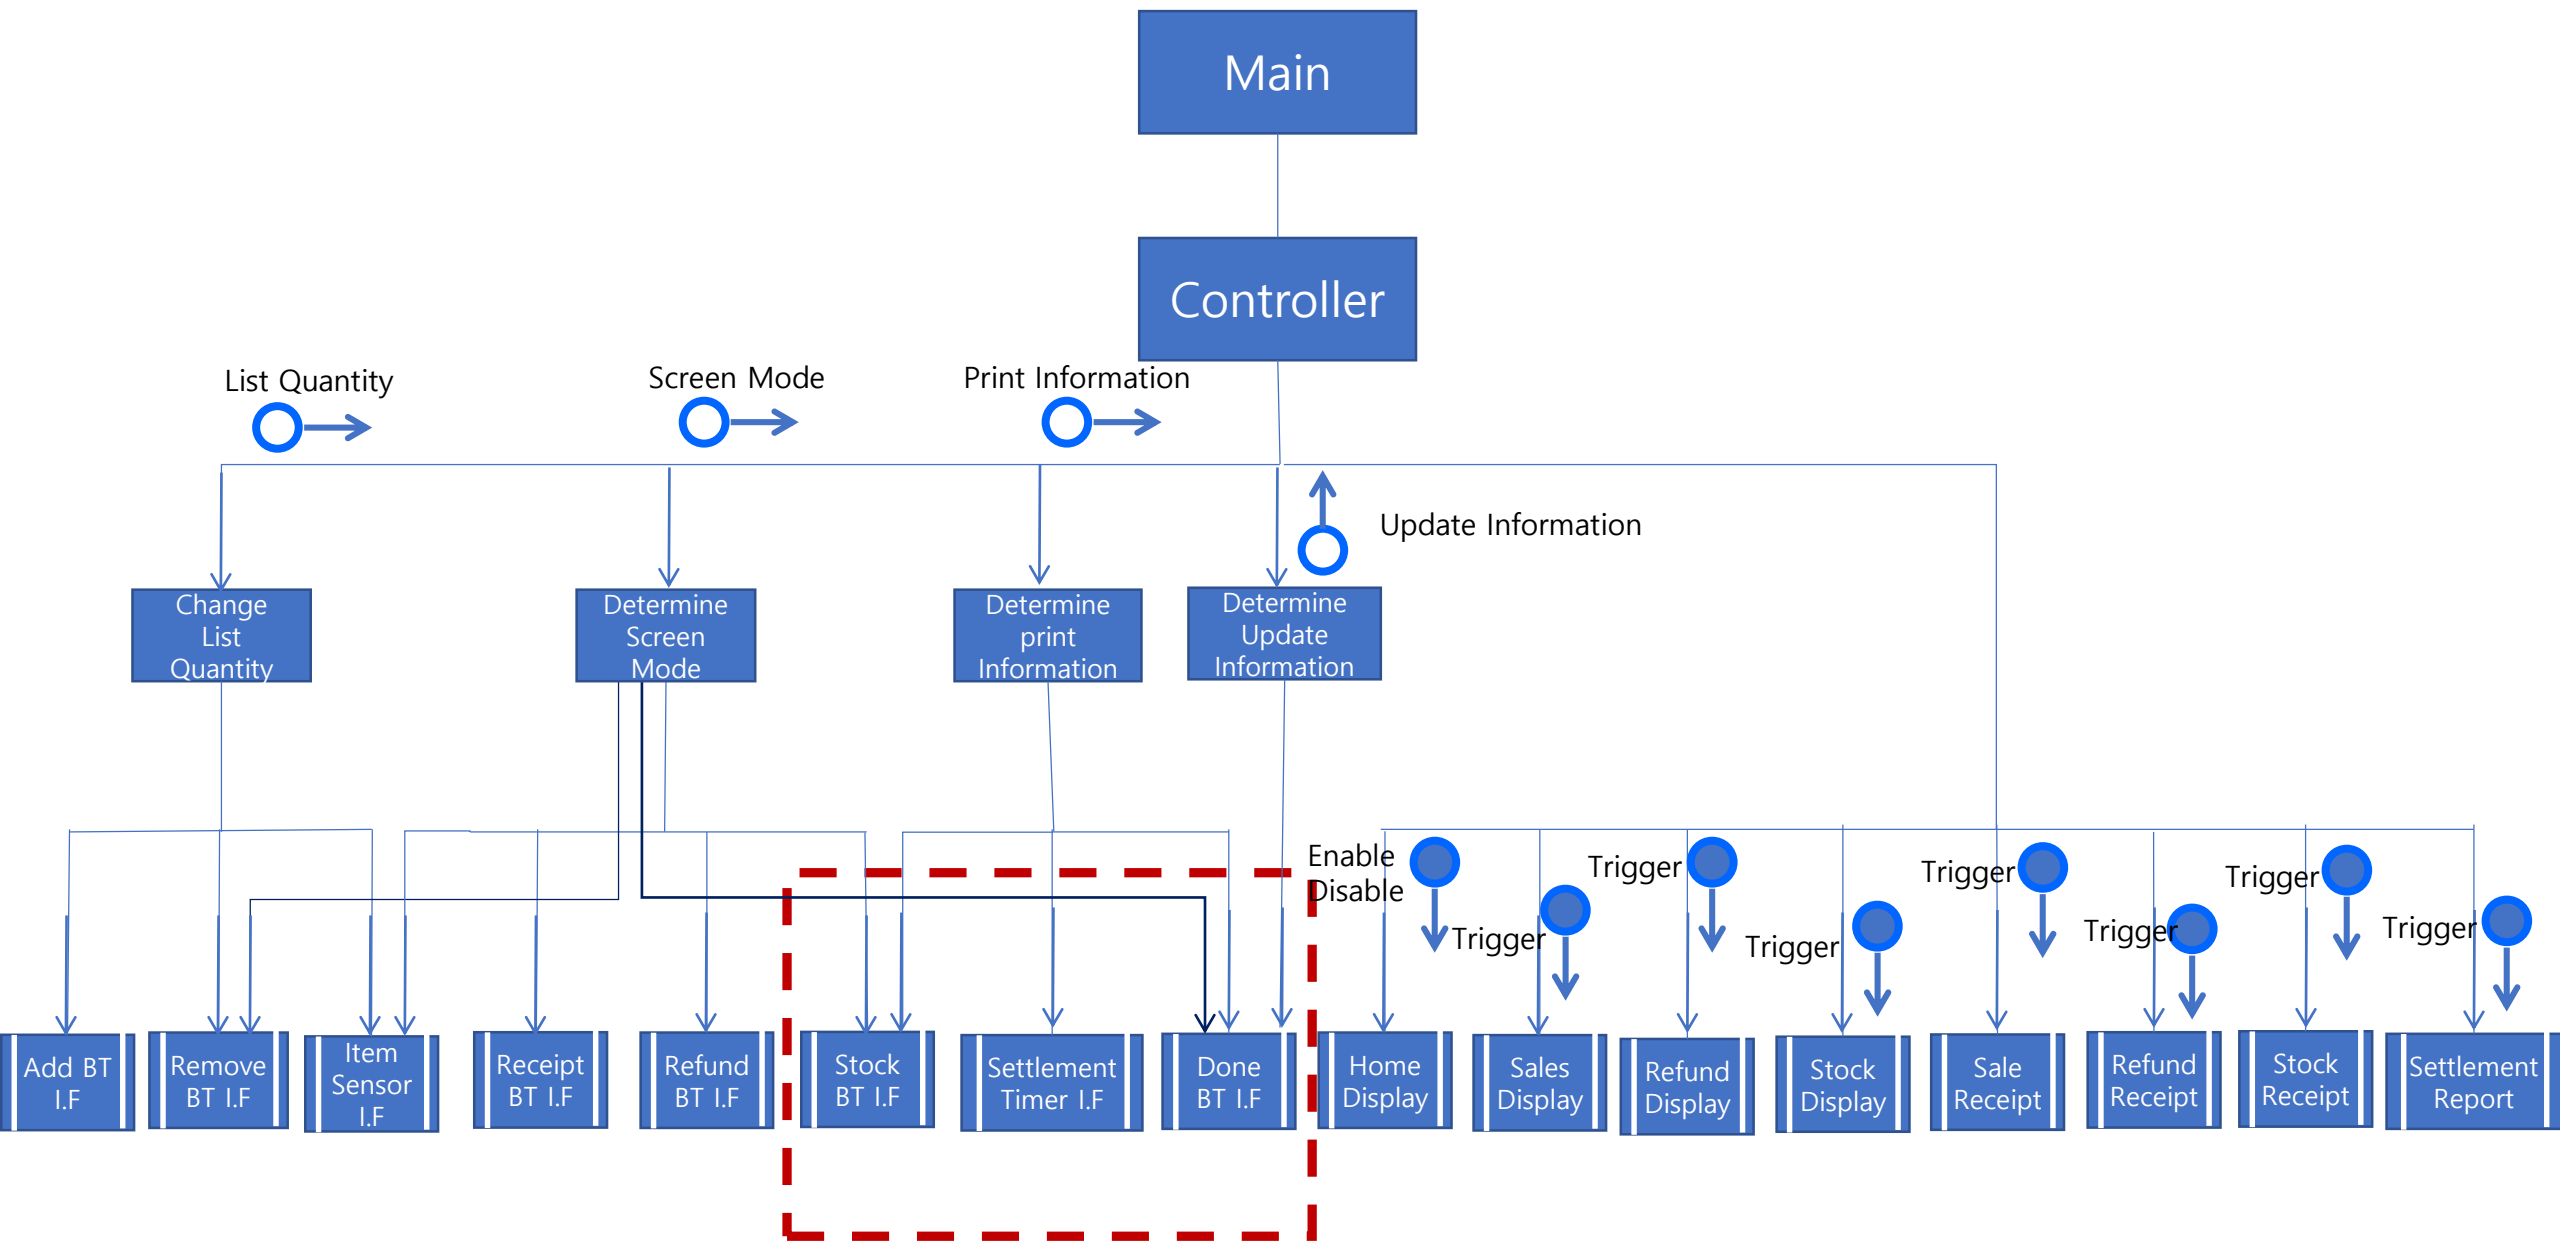 Main
Controller
List Quantity
Screen Mode
Print Information
Update Information
Change
List
Quantity
Determine
Screen
Mode
Determine
print
Information
Determine
Update
Information
Enable
Disable
Trigger
Trigger
Trigger
Trigger
Trigger
Trigger
Trigger
Add BT
I.F
Remove
BT I.F
Item
Sensor
I.F
Receipt
BT I.F
Refund
BT I.F
Stock
BT I.F
Settlement
Timer I.F
Done
BT I.F
Home
Display
Sales
Display
Refund
Display
Stock
Display
Sale
Receipt
Refund
Receipt
Stock
Receipt
Settlement
Report